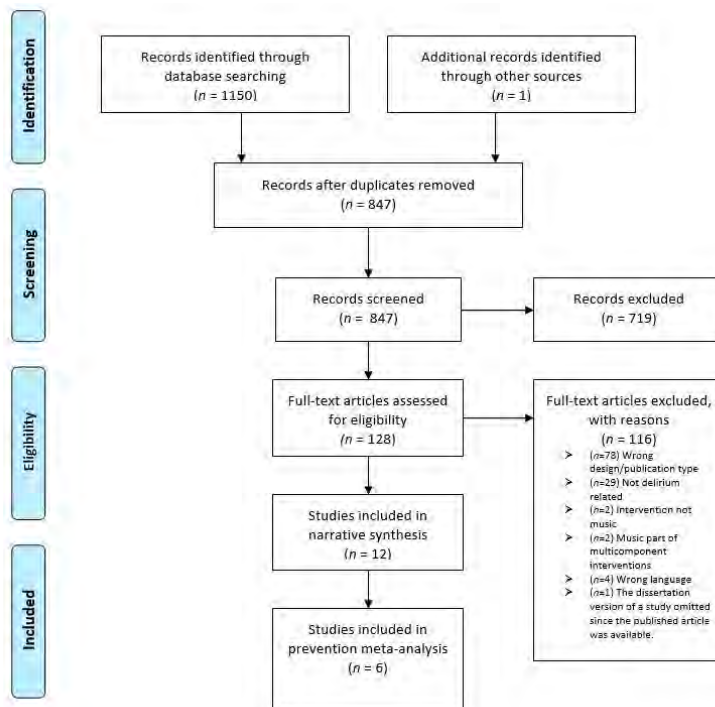 Identification
Records identified through
database searching
(n = 1150)
Additional records identified
through other sources
(n = 1)
Records after duplicates removed
(n = 847)
Screening
Records screened
(n = 847)
Records excluded
(n = 719)
Eligibility
Full-text articles assessed
for eligibility
(n = 128)
Full-text articles excluded,
with reasons
(n = 116)
➢ (n=78) Wrong
design/publication type
➢ (n=29) Not delirium
related
➢ (n=2) Intervention not
music
➢ (n=2) Music part of
multicomponent
interventions
➢ (n=4) Wrong language
➢ (n=1) The dissertation
version of a study omitted
since the published article
was available.
Studies included in
narrative synthesis
(n = 12)
Included
Studies included in
prevention meta-analysis
(n = 6)